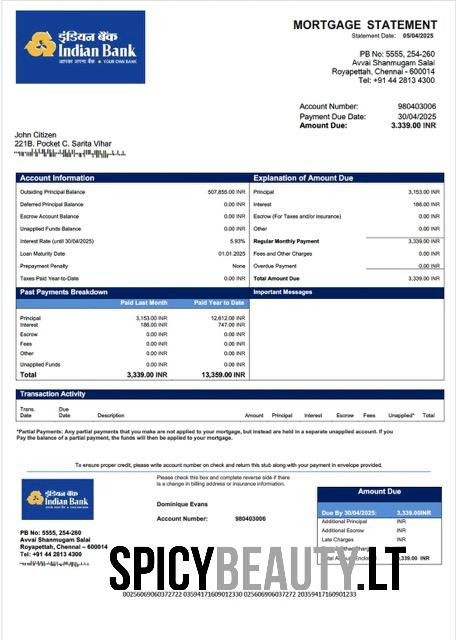 इंडियन बैंक
Indian Bank
आपका अपना बैंक ◆ YOUR OWN BANK
MORTGAGE STATEMENT
Statement Date: 05/04/2025
PB No: 5555, 254-260
Avvai Shanmugam Salai
Royapettah, Chennai - 600014
Tel: +91 44 2813 4300
Account Number: 980403006
Payment Due Date: 30/04/2025
Amount Due: 3.339.00 INR
John Citizen
221B. Pocket C. Sarita Vihar
Account Information
Outsiding Principal Balance 507,855.00 INR
Deferred Principal Balance 0.00 INR
Escrow Account Balance 0.00 INR
Unapplied Funds Balance 0.00 INR
Interest Rate (until 30/04/2025) 5.93%
Loan Maturity Date 01.01.2025
Prepayment Penalty None
Taxes Paid Year-to-Date 0.00 INR
Explanation of Amount Due
Principal 3,153.00 INR
Interest 186.00 INR
Escrow (For Taxes and/or Insurance) 0.00 INR
Other 0.00 INR
Regular Monthly Payment 3,339.00 INR
Fees and Other Charges 0.00 INR
Overdue Payment 0.00 INR
Total Amount Due 3,339.00 INR
Past Payments Breakdown
Paid Last Month Paid Year to Date
Principal 3,153.00 INR 12,612.00 INR
Interest 186.00 INR 747.00 INR
Escrow 0.00 INR 0.00 INR
Fees 0.00 INR 0.00 INR
Other 0.00 INR 0.00 INR
Unapplied Funds 0.00 INR 0.00 INR
Total 3,339.00 INR 13,359.00 INR
Important Messages
Transaction Activity
Trans. Date Due Date Description Amount Principal Interest Escrow Fees Unapplied* Total
*Partial Payments: Any partial payments that you make are not applied to your mortgage, but instead are held in a separate unapplied account. If you
Pay the balance of a partial payment, the funds will then be applied to your mortgage.
To ensure proper credit, please write account number on check and return this stub along with your payment in envelope provided.
इंडियन बैंक
Indian Bank
PB No: 5555, 254-260
Avvai Shanmugam Salai
Royapettah, Chennai – 600014
Tel: +91 44 2813 4300
Please check this box and complete reverse side if there
is a change in billing address or insurance information.
Dominique Evans
Account Number: 980403006
Amount Due
Due By 30/04/2025: 3,339.00INR
Additional Principal INR
Additional Escrow INR
Late Charges INR
INR
3,339.00 INR
SPICYBEAUTY.LT